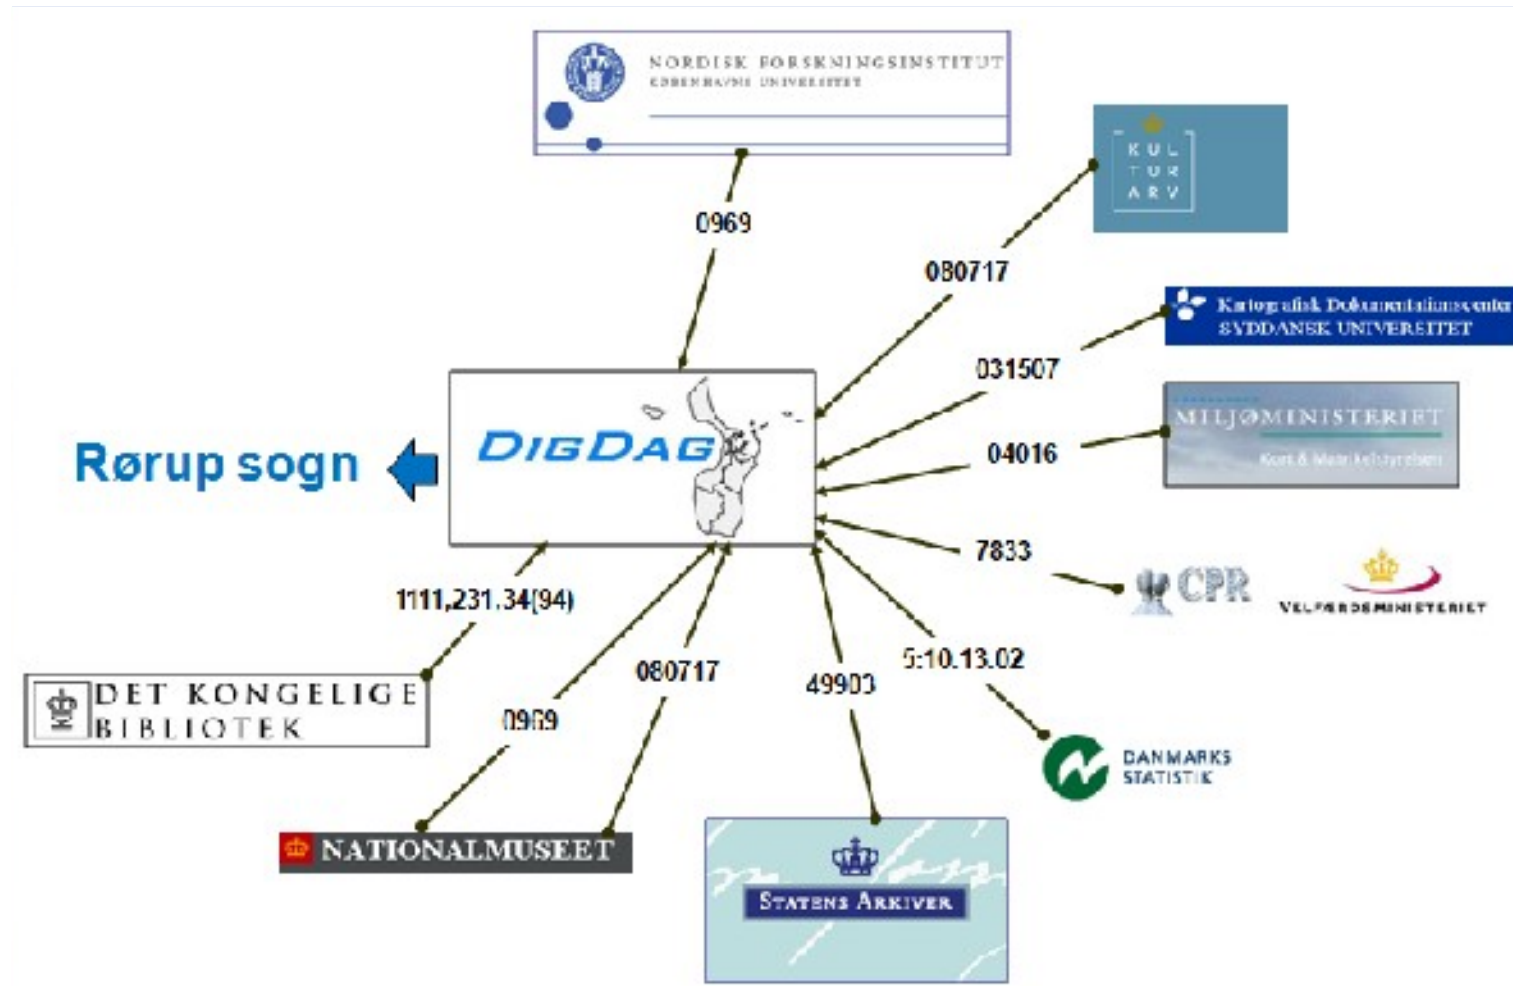 NORDISK FORSKNINGSINSTITUT
KØBENHAVNS UNIVERSITET
KUL
TUR
ARV
0969
080717
Kartografisk Dokumentationscenter
SYDDANSK UNIVERSITET
031507
MILJØMINISTERIET
Kort & Matrikelstyrelsen
04016
DIGDAG
Rørup sogn
7833
CPR
VELFÆRDSMINISTERIET
1111,231.34(94)
5:10.13.02
080717
49903
DET KONGELIGE
BIBLIOTEK
0969
DANMARKS
STATISTIK
NATIONALMUSEET
STATENS ARKIVER